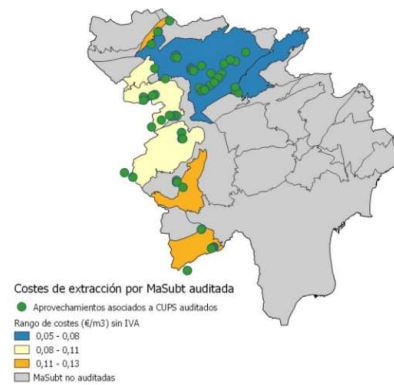 Costes de extracción por MaSubt auditada
Aprovechamientos asociados a CUPS auditados
Rango de costes (€/m3) sin IVA
0,05 - 0,08
0,08 - 0,11
0,11 - 0,13
MaSubt no auditadas